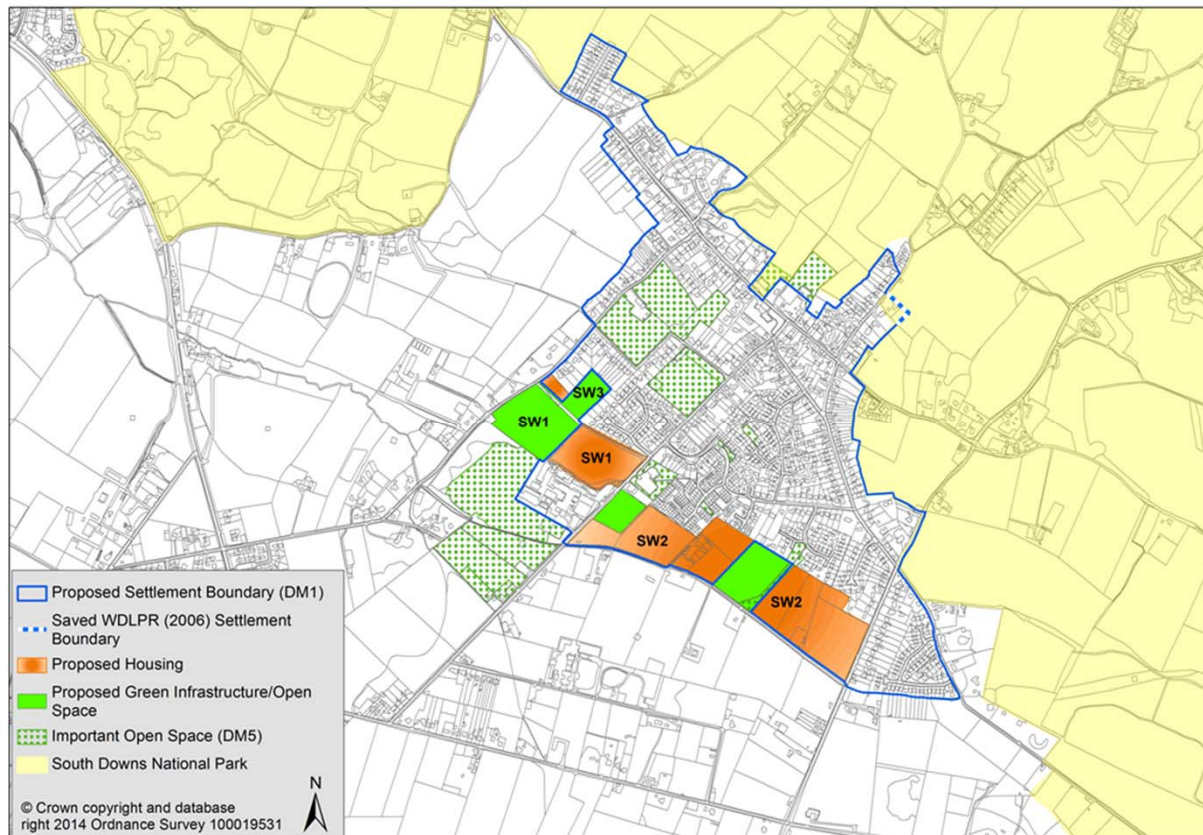 SW3
SW1
SW1
SW2
SW2
Proposed Settlement Boundary (DM1)
Saved WDLPR (2006) Settlement
Boundary
Proposed Housing
Proposed Green Infrastructure/Open
Space
Important Open Space (DM5)
South Downs National Park
N
© Crown copyright and database
right 2014 Ordnance Survey 100019531